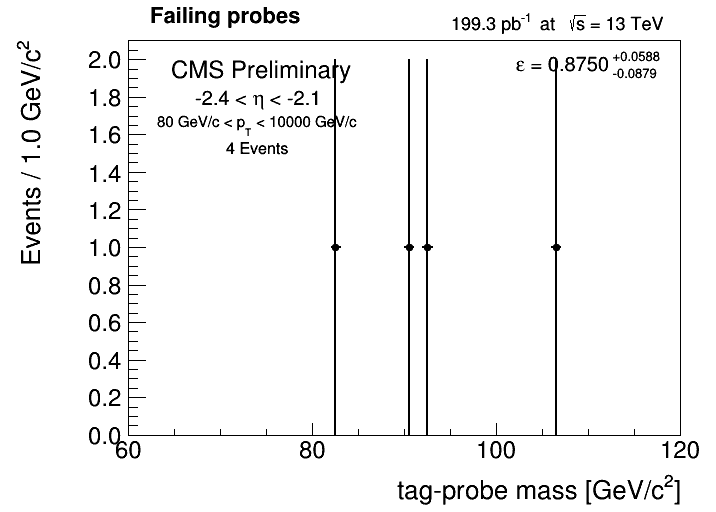 Failing probes
199.3 pb⁻¹ at √s = 13 TeV
CMS Preliminary
-2.4 < η < -2.1
80 GeV/c < p_T < 10000 GeV/c
4 Events
ε = 0.8750 +0.0588 -0.0879
Events / 1.0 GeV/c²
2.0
1.8
1.6
1.4
1.2
1.0
0.8
0.6
0.4
0.2
0.0
60 80 100 120
tag-probe mass [GeV/c²]